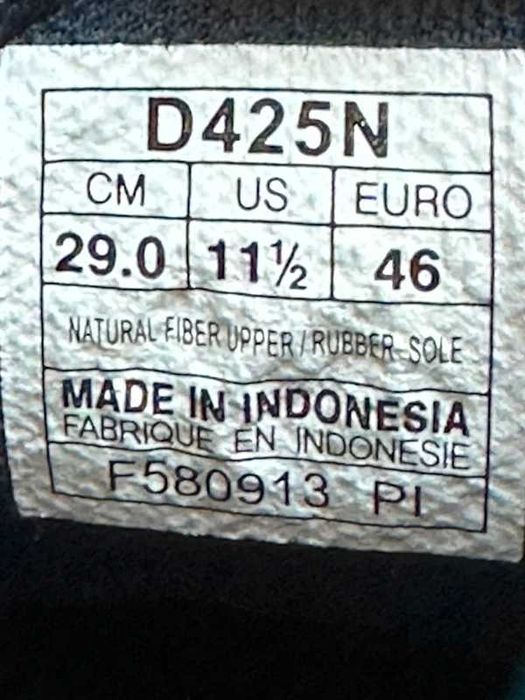 D425N
CM US EURO
29.0 11½ 46
NATURAL FIBER UPPER / RUBBER SOLE
MADE IN INDONESIA
FABRIQUE EN INDONESIE
F580913 PI